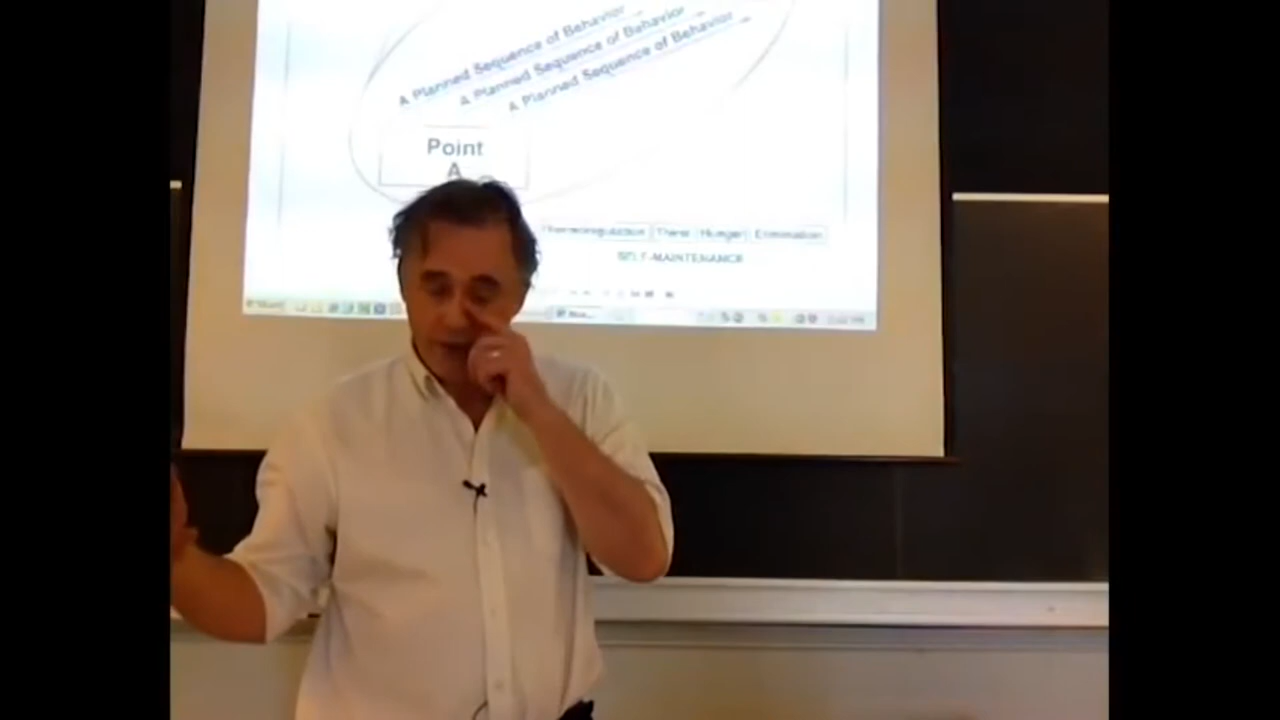 A Planned Sequence of Behavior
A Planned Sequence of Behavior
A Planned Sequence of Behavior
Point
A
Thermoregulation Thirst Hunger Elimination
SELF-MAINTENANCE